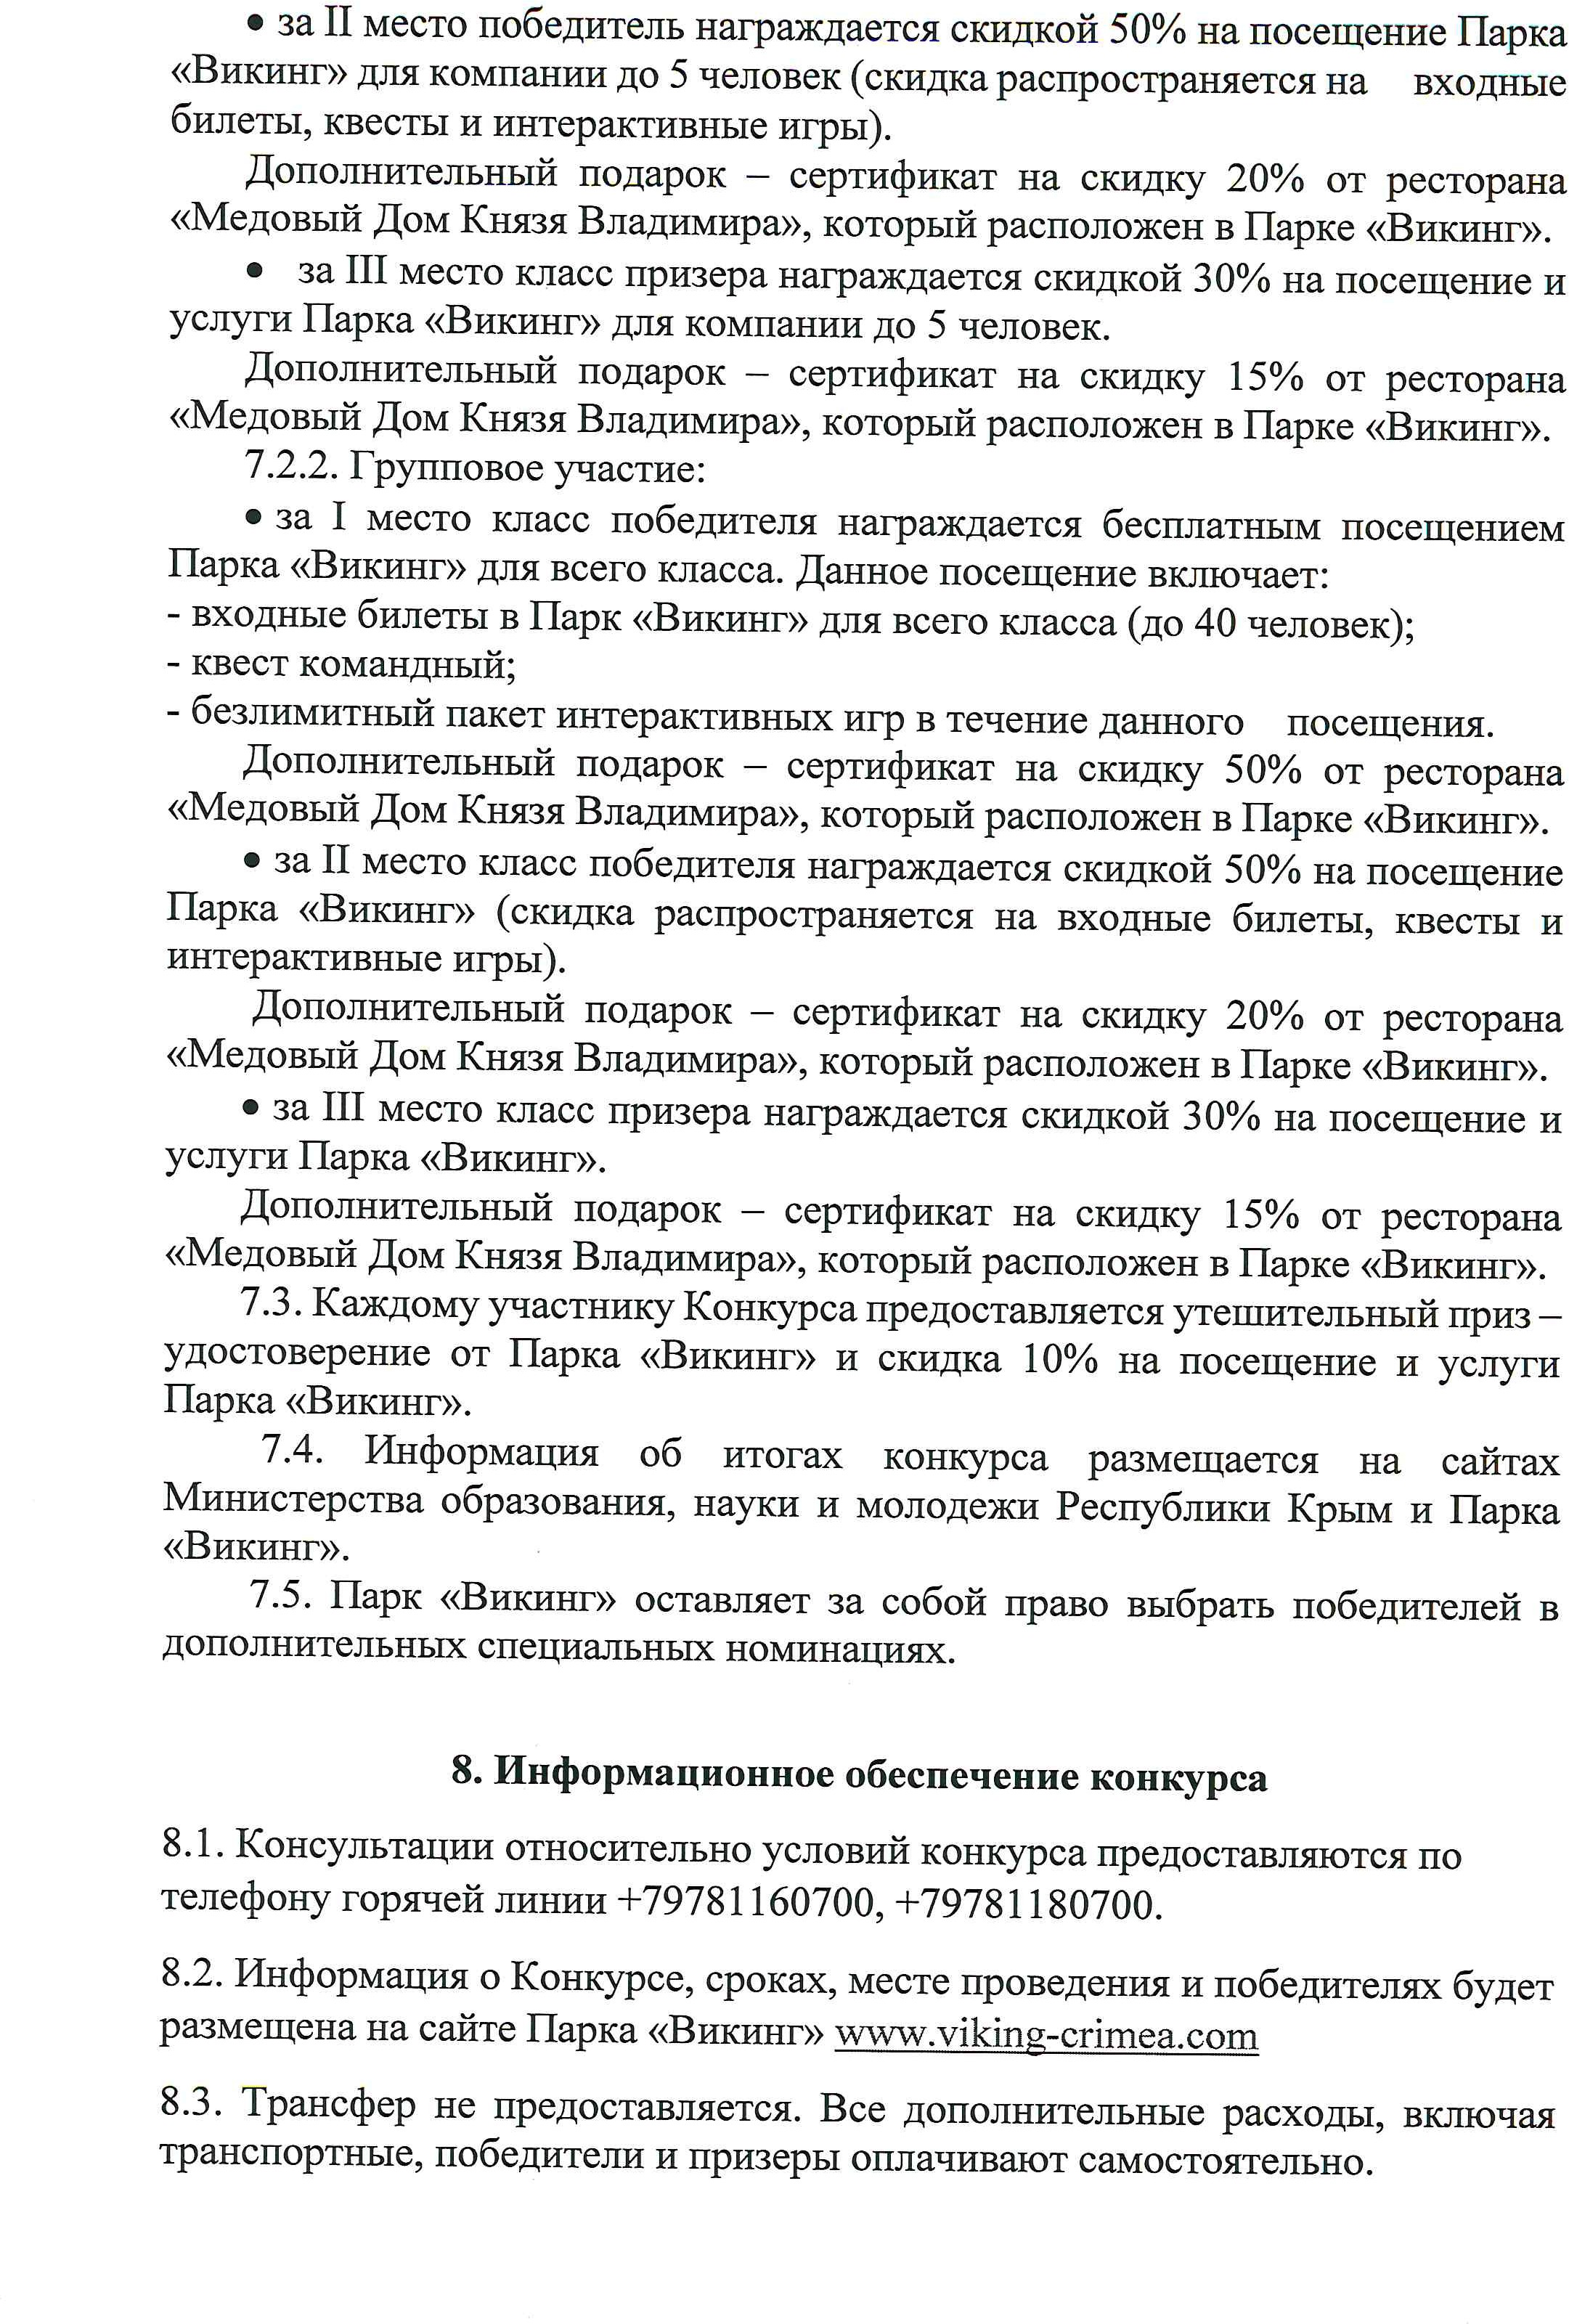 • за II место победитель награждается скидкой 50% на посещение Парка
«Викинг» для компании до 5 человек (скидка распространяется на входные
билеты, квесты и интерактивные игры).
Дополнительный подарок – сертификат на скидку 20% от ресторана
«Медовый Дом Князя Владимира», который расположен в Парке «Викинг».
• за III место класс призера награждается скидкой 30% на посещение и
услуги Парка «Викинг» для компании до 5 человек.
Дополнительный подарок – сертификат на скидку 15% от ресторана
«Медовый Дом Князя Владимира», который расположен в Парке «Викинг».
7.2.2. Групповое участие:
• за I место класс победителя награждается бесплатным посещением
Парка «Викинг» для всего класса. Данное посещение включает:
- входные билеты в Парк «Викинг» для всего класса (до 40 человек);
- квест командный;
- безлимитный пакет интерактивных игр в течение данного посещения.
Дополнительный подарок – сертификат на скидку 50% от ресторана
«Медовый Дом Князя Владимира», который расположен в Парке «Викинг».
• за II место класс победителя награждается скидкой 50% на посещение
Парка «Викинг» (скидка распространяется на входные билеты, квесты и
интерактивные игры).
Дополнительный подарок – сертификат на скидку 20% от ресторана
«Медовый Дом Князя Владимира», который расположен в Парке «Викинг».
• за III место класс призера награждается скидкой 30% на посещение и
услуги Парка «Викинг».
Дополнительный подарок – сертификат на скидку 15% от ресторана
«Медовый Дом Князя Владимира», который расположен в Парке «Викинг».
7.3. Каждому участнику Конкурса предоставляется утешительный приз –
удостоверение от Парка «Викинг» и скидка 10% на посещение и услуги
Парка «Викинг».
7.4. Информация об итогах конкурса размещается на сайтах
Министерства образования, науки и молодежи Республики Крым и Парка
«Викинг».
7.5. Парк «Викинг» оставляет за собой право выбрать победителей в
дополнительных специальных номинациях.
8. Информационное обеспечение конкурса
8.1. Консультации относительно условий конкурса предоставляются по
телефону горячей линии +79781160700, +79781180700.
8.2. Информация о Конкурсе, сроках, месте проведения и победителях будет
размещена на сайте Парка «Викинг» www.viking-crimea.com
8.3. Трансфер не предоставляется. Все дополнительные расходы, включая
транспортные, победители и призеры оплачивают самостоятельно.